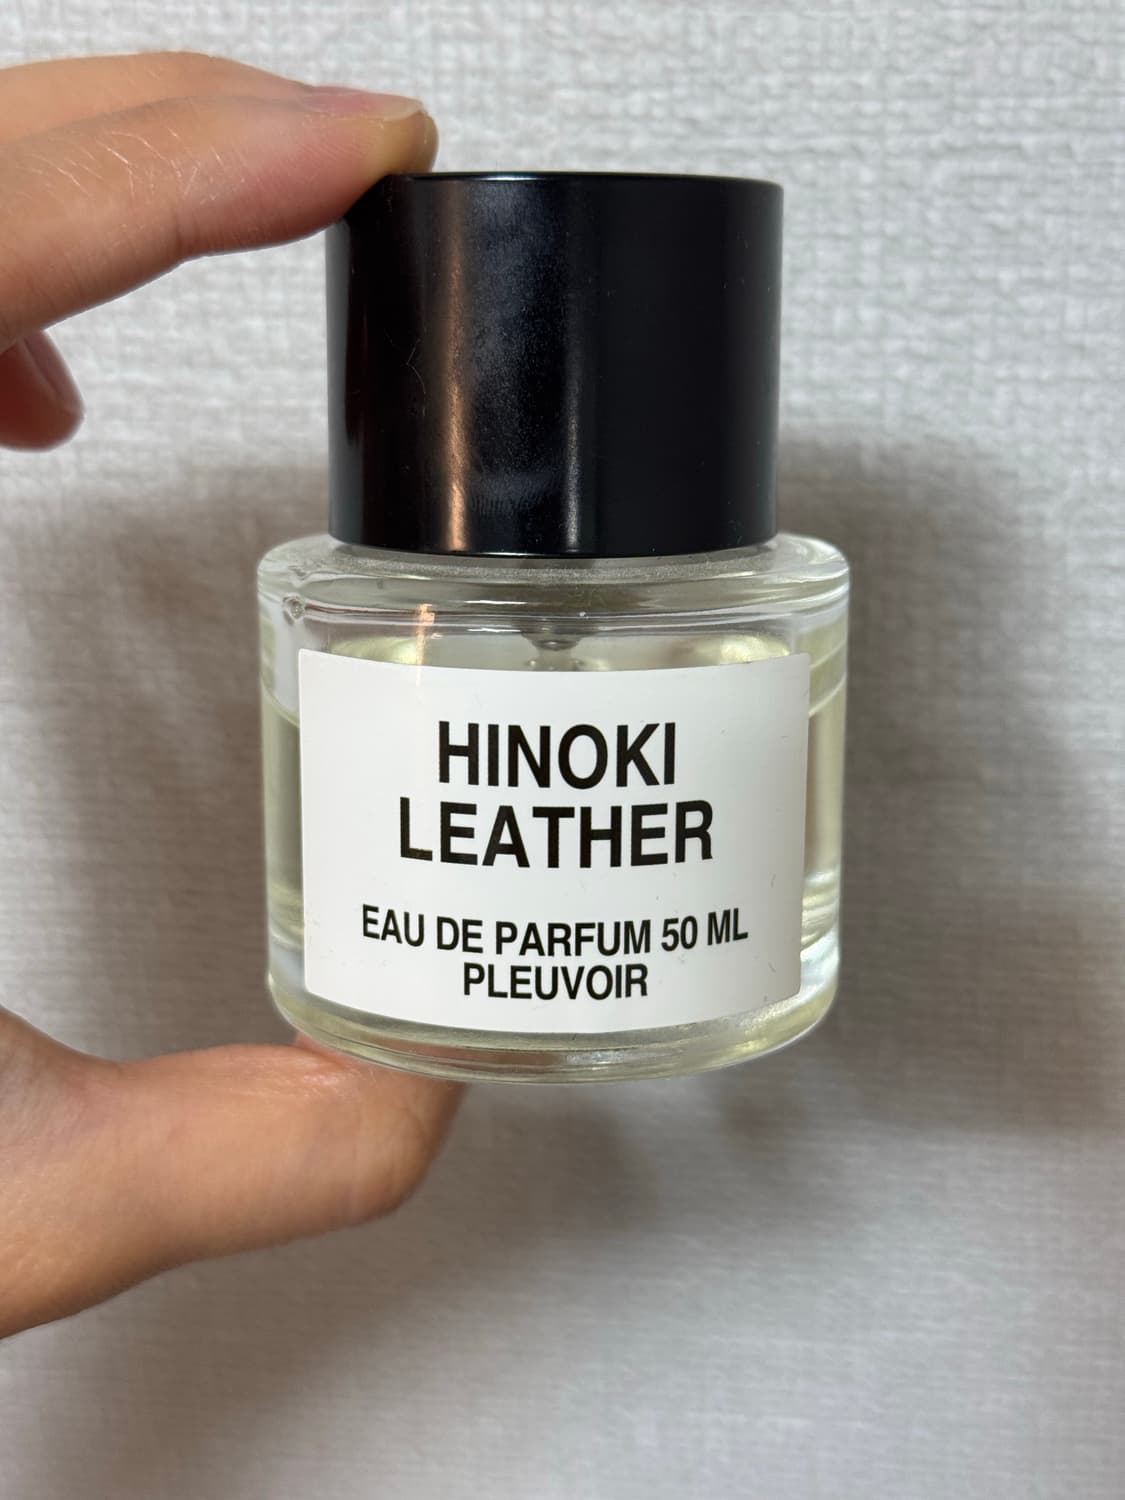 HINOKI
LEATHER
EAU DE PARFUM 50 ML
PLEUVOIR